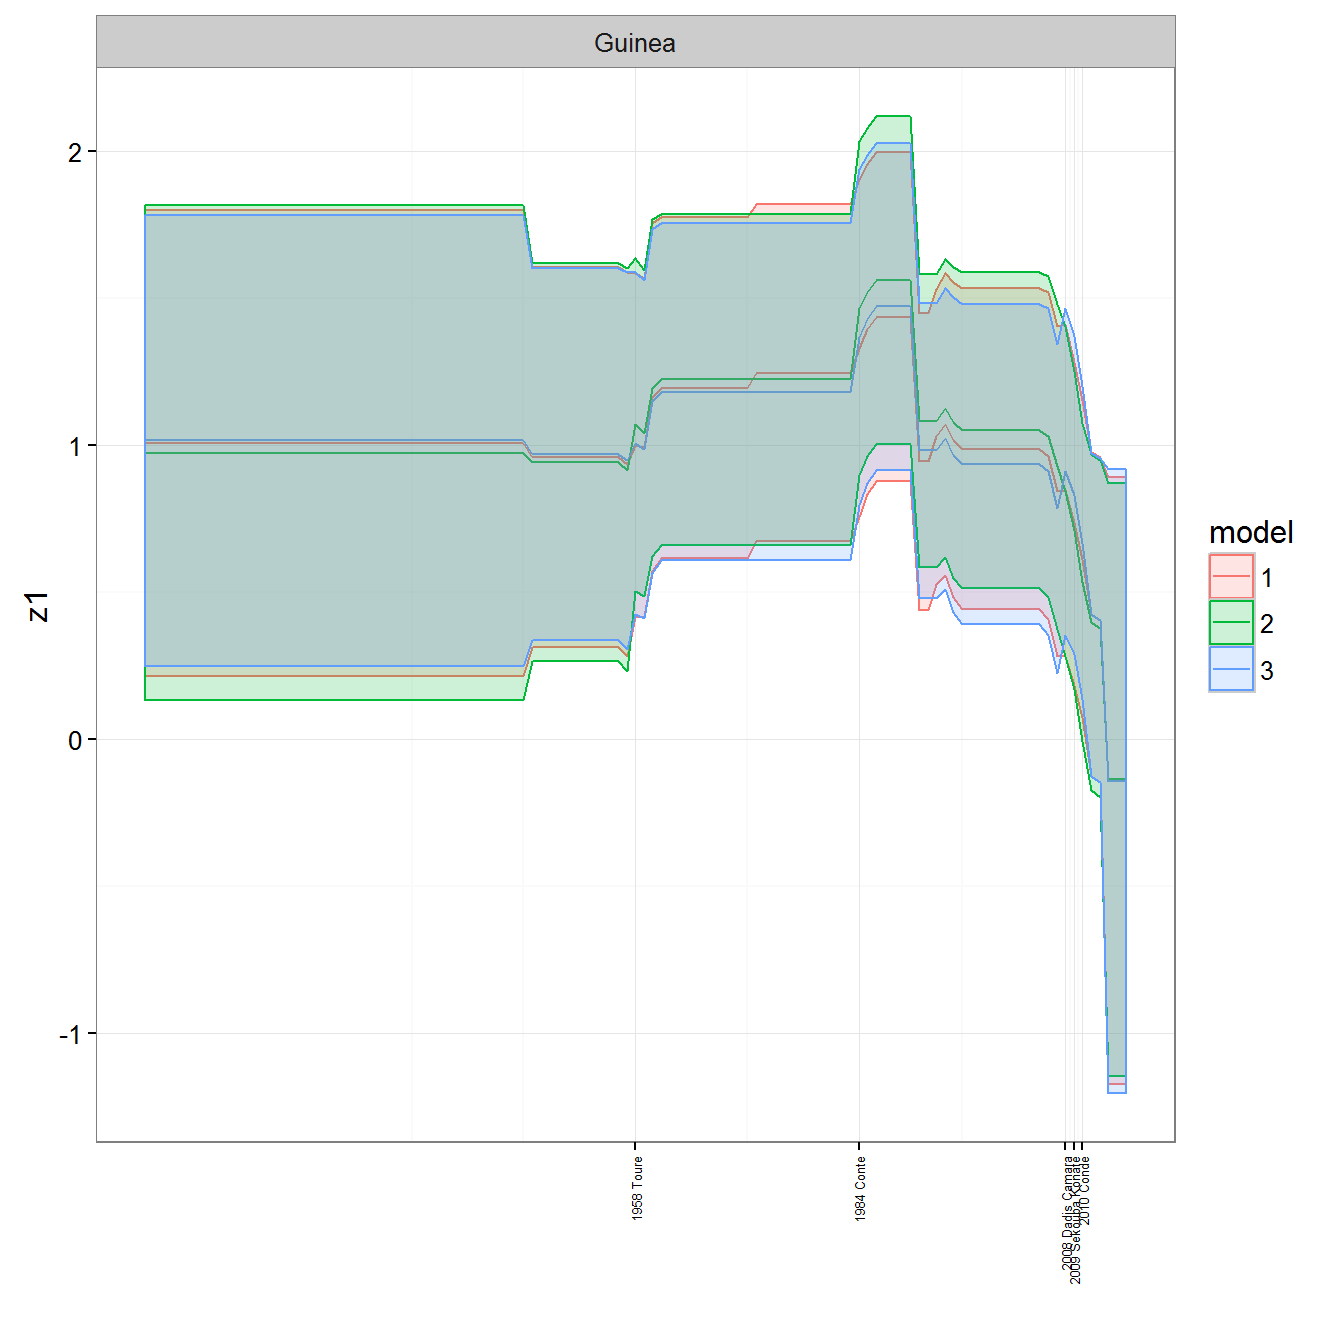 Guinea
2
1
0
-1
z1
1958 Toure
1984 Conte
2008 Dadis Camara
2009 Sekouba Konate
2010 Conde
model
1
2
3